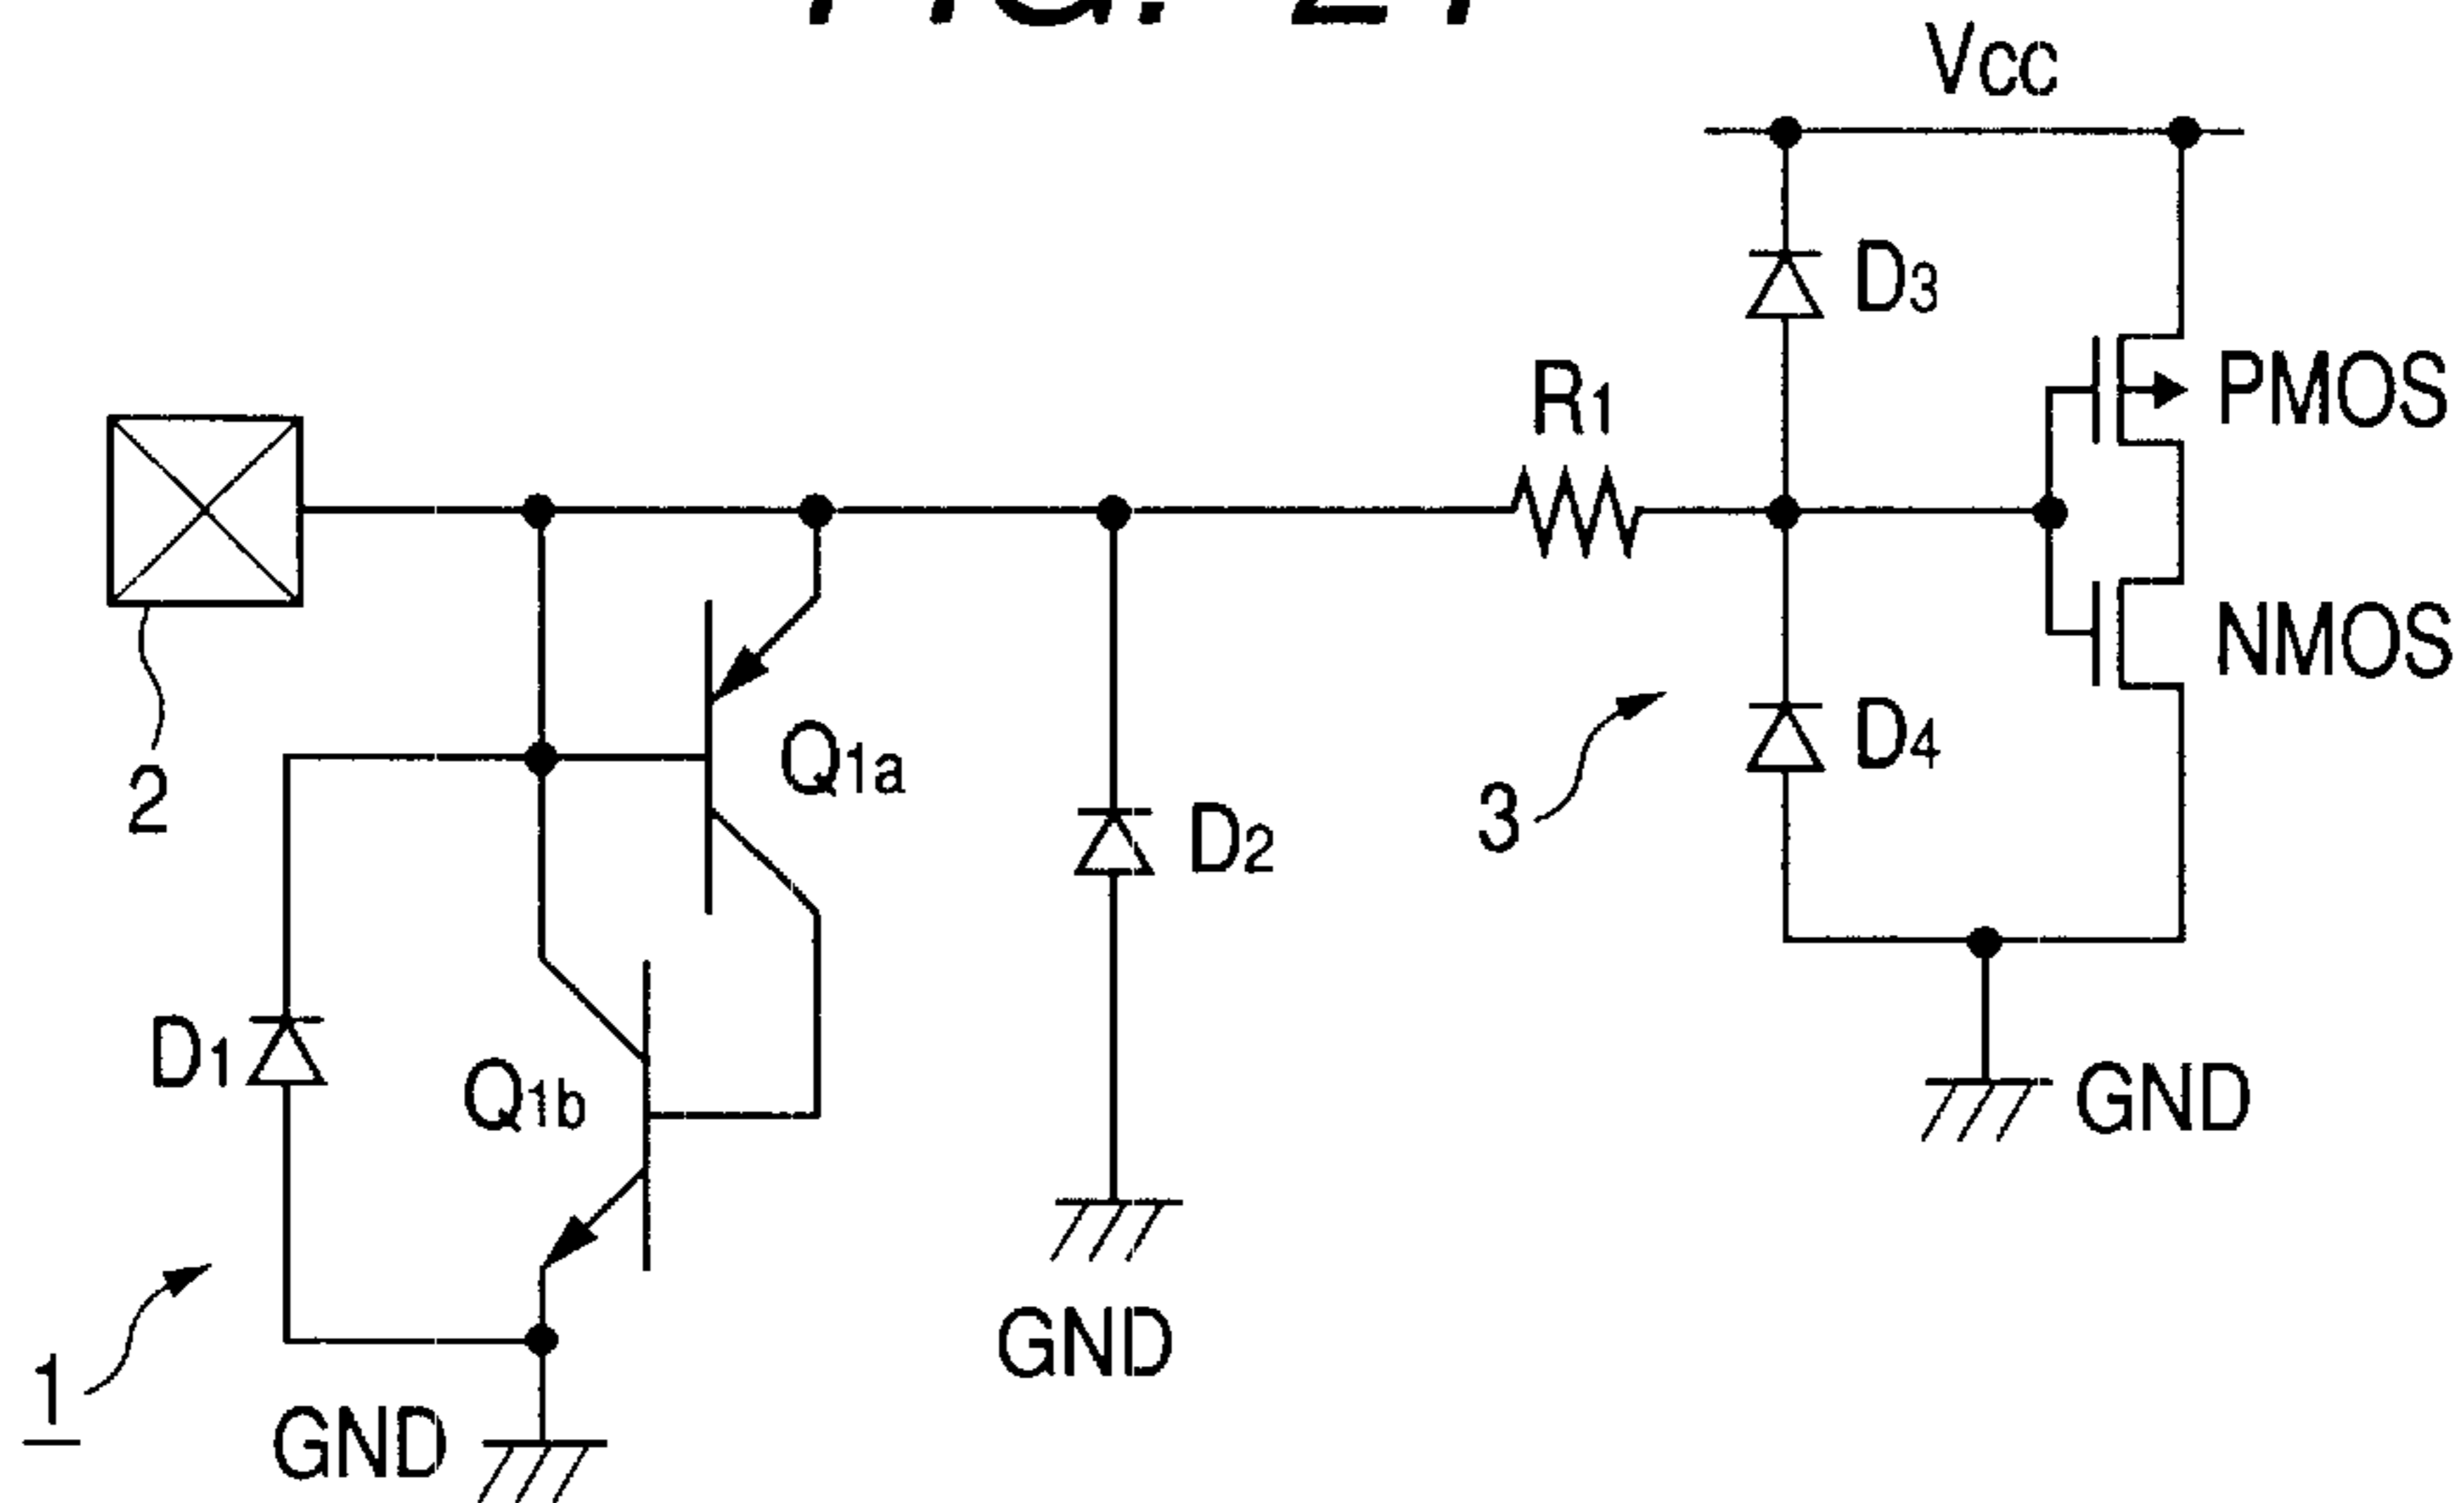 Vcc
D3
R1
PMOS
NMOS
2
Q1a
D2
3
D4
D1
Q1b
GND
GND
1
GND